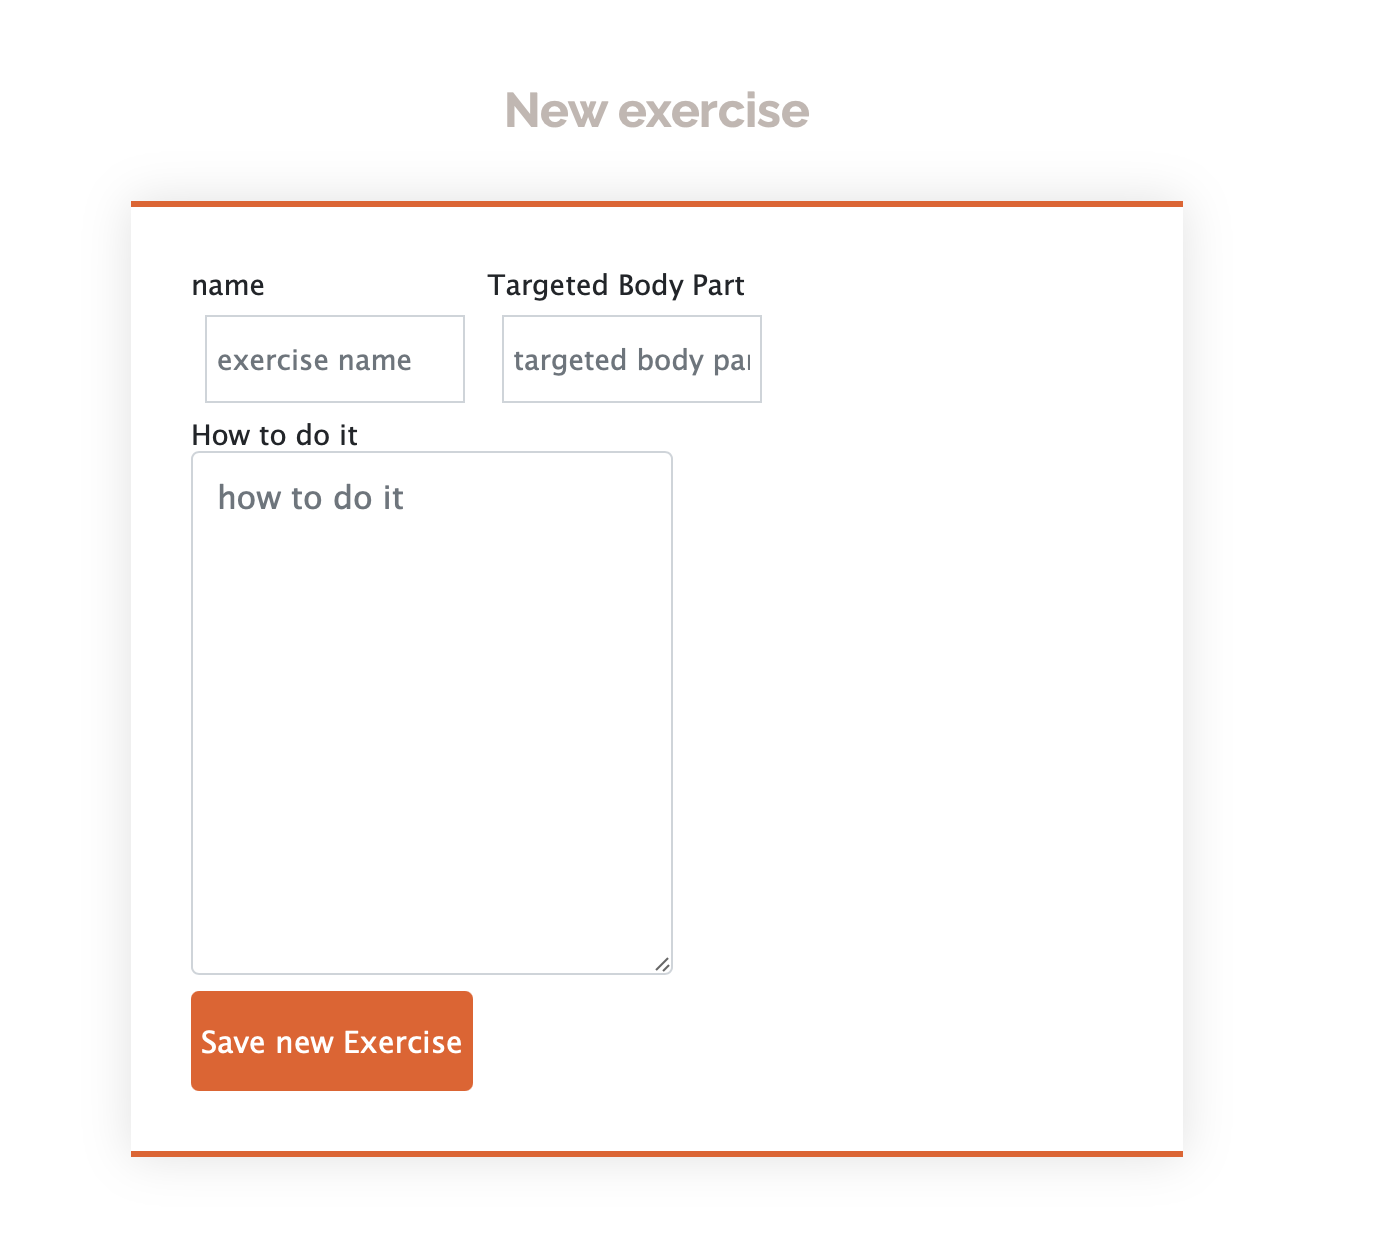 New exercise
name
Targeted Body Part
exercise name
targeted body par
How to do it
how to do it
Save new Exercise